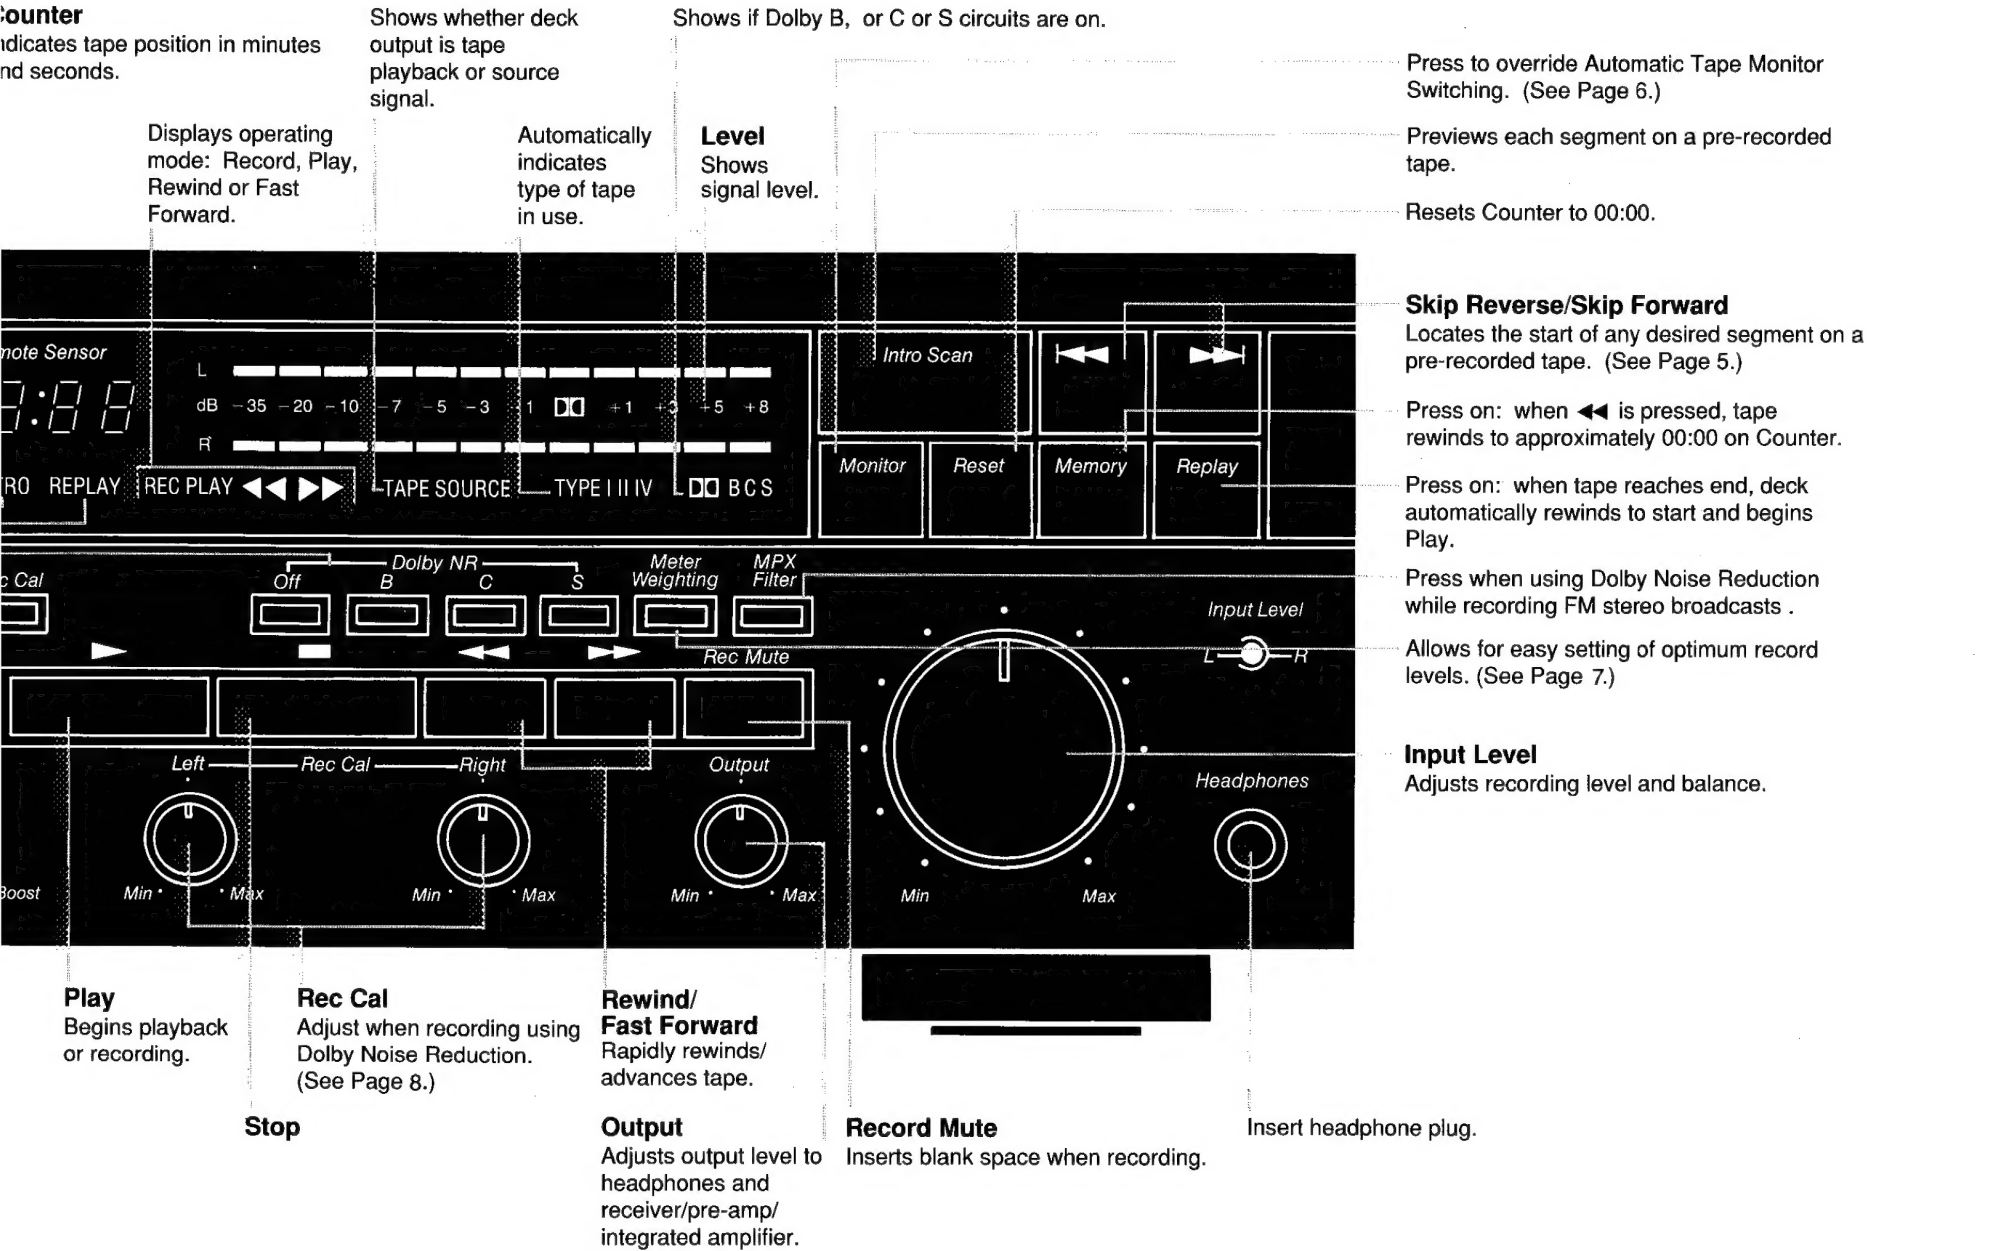 Counter
indicates tape position in minutes
and seconds.
Shows whether deck
output is tape
playback or source
signal.
Shows if Dolby B, or C or S circuits are on.
Displays operating
mode: Record, Play,
Rewind or Fast
Forward.
Automatically
indicates
type of tape
in use.
Level
Shows
signal level.
Press to override Automatic Tape Monitor
Switching. (See Page 6.)
Previews each segment on a pre-recorded
tape.
Resets Counter to 00:00.
Skip Reverse/Skip Forward
Locates the start of any desired segment on a
pre-recorded tape. (See Page 5.)
Press on: when ◀◀ is pressed, tape
rewinds to approximately 00:00 on Counter.
Press on: when tape reaches end, deck
automatically rewinds to start and begins
Play.
Press when using Dolby Noise Reduction
while recording FM stereo broadcasts .
Allows for easy setting of optimum record
levels. (See Page 7.)
Input Level
Adjusts recording level and balance.
mote Sensor
L
dB -35 -20 -10 -7 -5 -3 -1 +1 +3 +5 +8
R
TRO REPLAY REC PLAY ◀◀ ▶▶ TAPE SOURCE TYPE I II IV B C S
Intro Scan
Monitor Reset Memory Replay
c Cal
Dolby NR
Off B C S
Meter
Weighting
MPX
Filter
Rec Mute
Input Level
L R
Left Rec Cal Right
Output
Headphones
Boost
Min Max
Min Max
Min Max
Min Max
Play
Begins playback
or recording.
Stop
Rec Cal
Adjust when recording using
Dolby Noise Reduction.
(See Page 8.)
Rewind/
Fast Forward
Rapidly rewinds/
advances tape.
Output
Adjusts output level to
headphones and
receiver/pre-amp/
integrated amplifier.
Record Mute
Inserts blank space when recording.
Insert headphone plug.